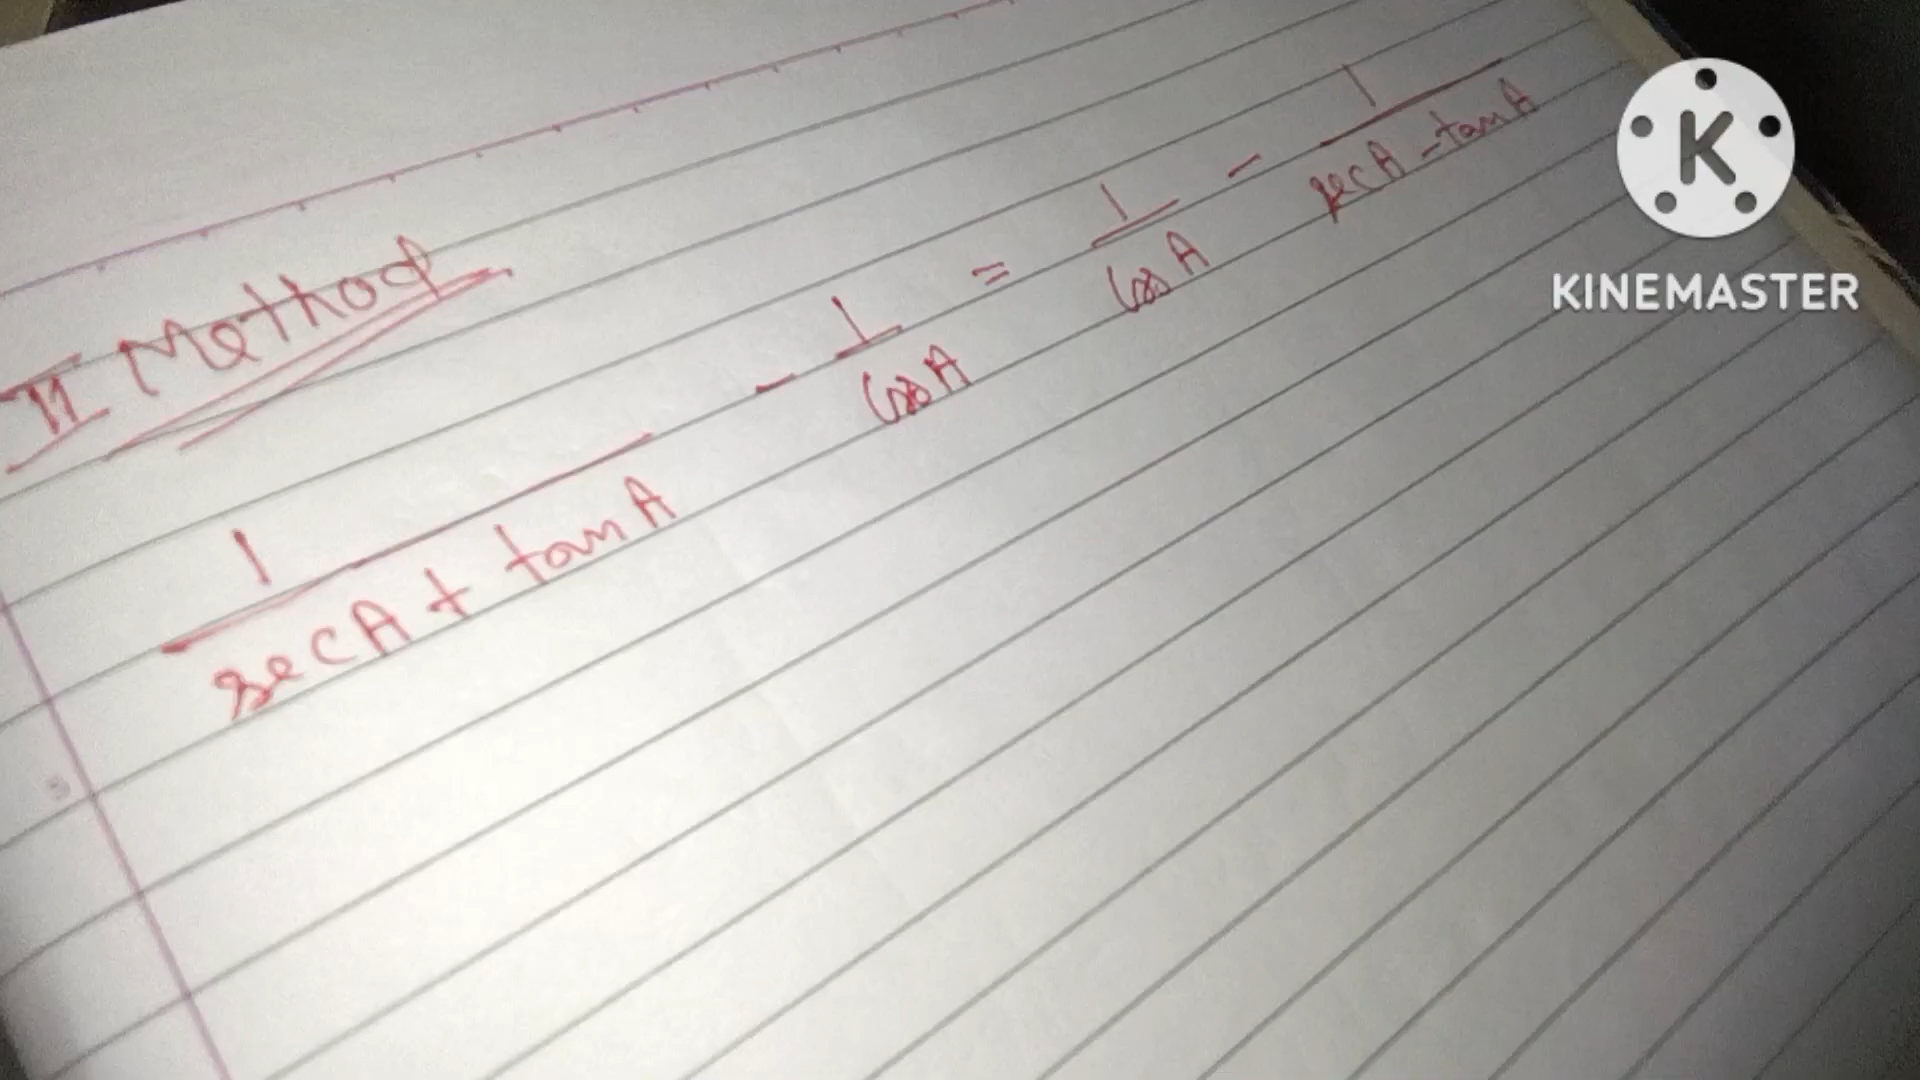 II Method
1/(secA + tanA) - 1/cosA = 1/cosA - 1/(secA - tanA)
K
KINEMASTER